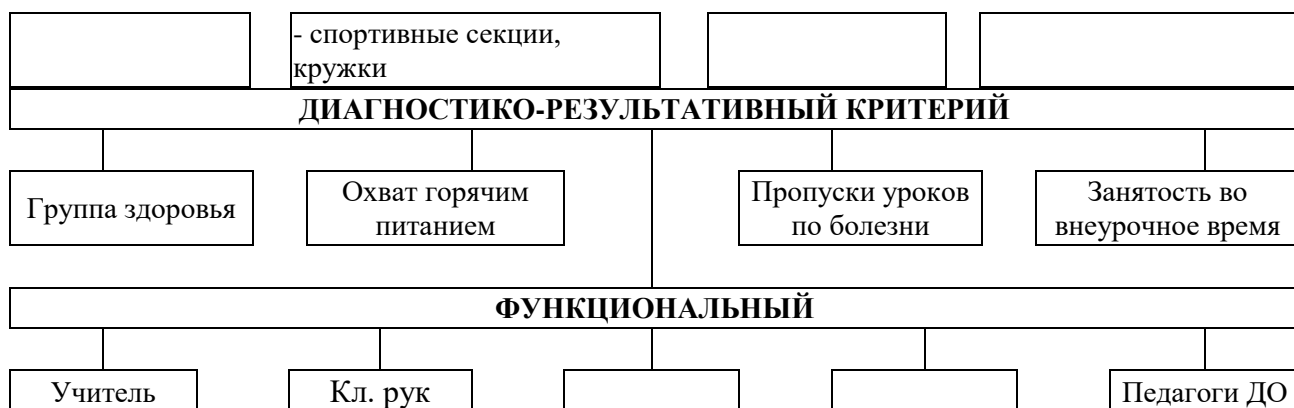 - спортивные секции,
кружки
ДИАГНОСТИКО-РЕЗУЛЬТАТИВНЫЙ КРИТЕРИЙ
Группа здоровья
Охват горячим
питанием
Пропуски уроков
по болезни
Занятость во
внеурочное время
ФУНКЦИОНАЛЬНЫЙ
Учитель
Кл. рук
Педагоги ДО